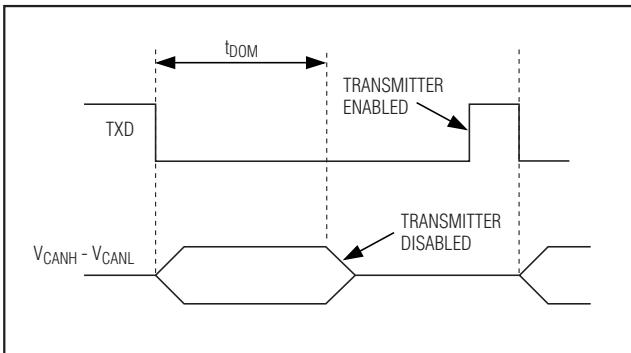 tDOM
TRANSMITTER
ENABLED
TXD
TRANSMITTER
DISABLED
VCANH - VCANL